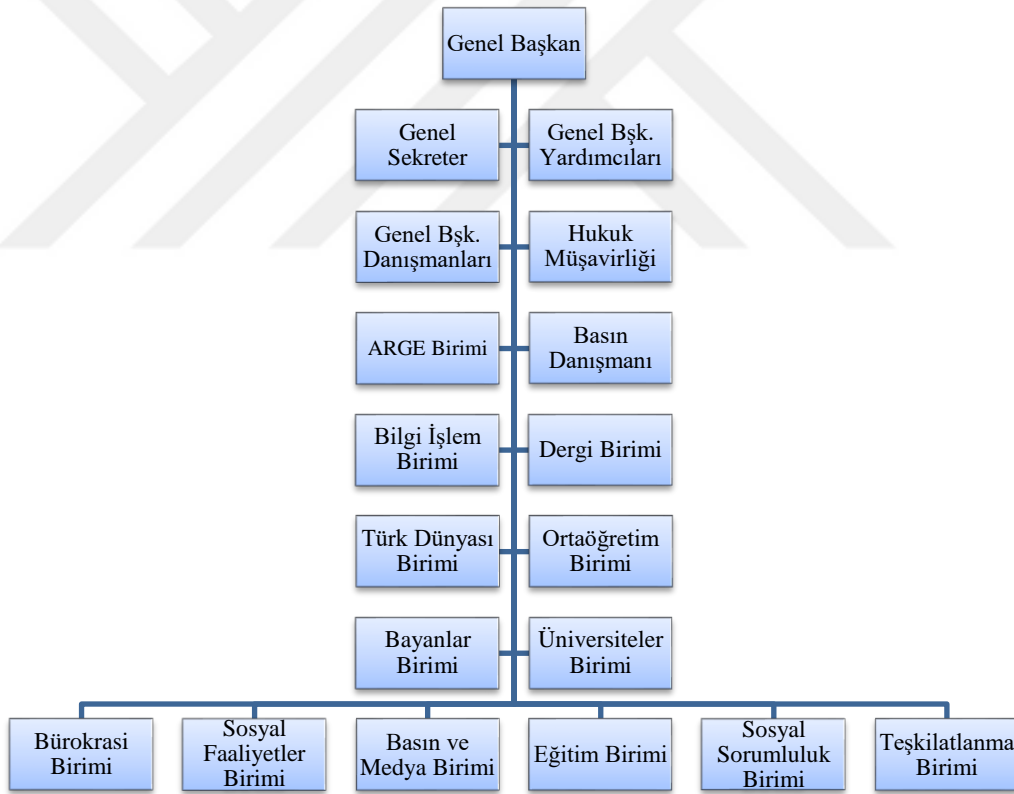 Genel Başkan
Genel
Sekreter
Genel Bşk.
Yardımcıları
Genel Bşk.
Danışmanları
Hukuk
Müşavirliği
ARGE Birimi
Basın
Danışmanı
Bilgi İşlem
Birimi
Dergi Birimi
Türk Dünyası
Birimi
Ortaöğretim
Birimi
Bayanlar
Birimi
Üniversiteler
Birimi
Bürokrasi
Birimi
Sosyal
Faaliyetler
Birimi
Basın ve
Medya Birimi
Eğitim Birimi
Sosyal
Sorumluluk
Birimi
Teşkilatlanma
Birimi